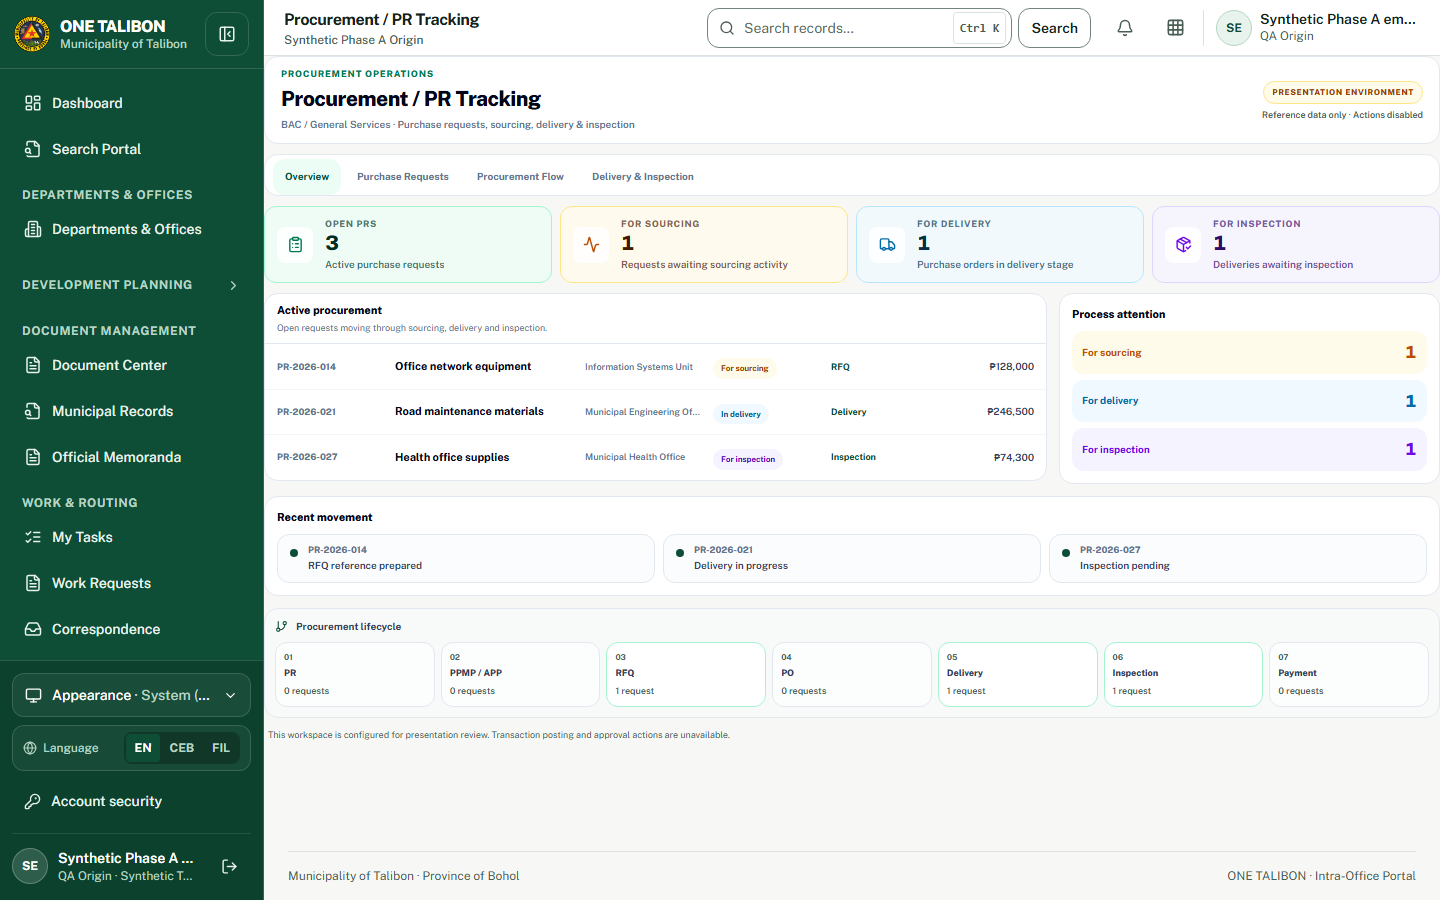 ONE TALIBON
Municipality of Talibon
Dashboard
Search Portal
DEPARTMENTS & OFFICES
Departments & Offices
DEVELOPMENT PLANNING
DOCUMENT MANAGEMENT
Document Center
Municipal Records
Official Memoranda
WORK & ROUTING
My Tasks
Work Requests
Correspondence
Appearance · System (...
Language EN CEB FIL
Account security
SE Synthetic Phase A ...
QA Origin · Synthetic T...
Procurement / PR Tracking
Synthetic Phase A Origin
Search records... Ctrl K Search
SE Synthetic Phase A em...
QA Origin
PROCUREMENT OPERATIONS
Procurement / PR Tracking
BAC / General Services · Purchase requests, sourcing, delivery & inspection
PRESENTATION ENVIRONMENT
Reference data only · Actions disabled
Overview Purchase Requests Procurement Flow Delivery & Inspection
OPEN PRS
3
Active purchase requests
FOR SOURCING
1
Requests awaiting sourcing activity
FOR DELIVERY
1
Purchase orders in delivery stage
FOR INSPECTION
1
Deliveries awaiting inspection
Active procurement
Open requests moving through sourcing, delivery and inspection.
PR-2026-014 Office network equipment Information Systems Unit For sourcing RFQ ₱128,000
PR-2026-021 Road maintenance materials Municipal Engineering Of... In delivery Delivery ₱246,500
PR-2026-027 Health office supplies Municipal Health Office For inspection Inspection ₱74,300
Process attention
For sourcing 1
For delivery 1
For inspection 1
Recent movement
PR-2026-014
RFQ reference prepared
PR-2026-021
Delivery in progress
PR-2026-027
Inspection pending
Procurement lifecycle
01
PR
0 requests
02
PPMP / APP
0 requests
03
RFQ
1 request
04
PO
0 requests
05
Delivery
1 request
06
Inspection
1 request
07
Payment
0 requests
This workspace is configured for presentation review. Transaction posting and approval actions are unavailable.
Municipality of Talibon · Province of Bohol
ONE TALIBON · Intra-Office Portal